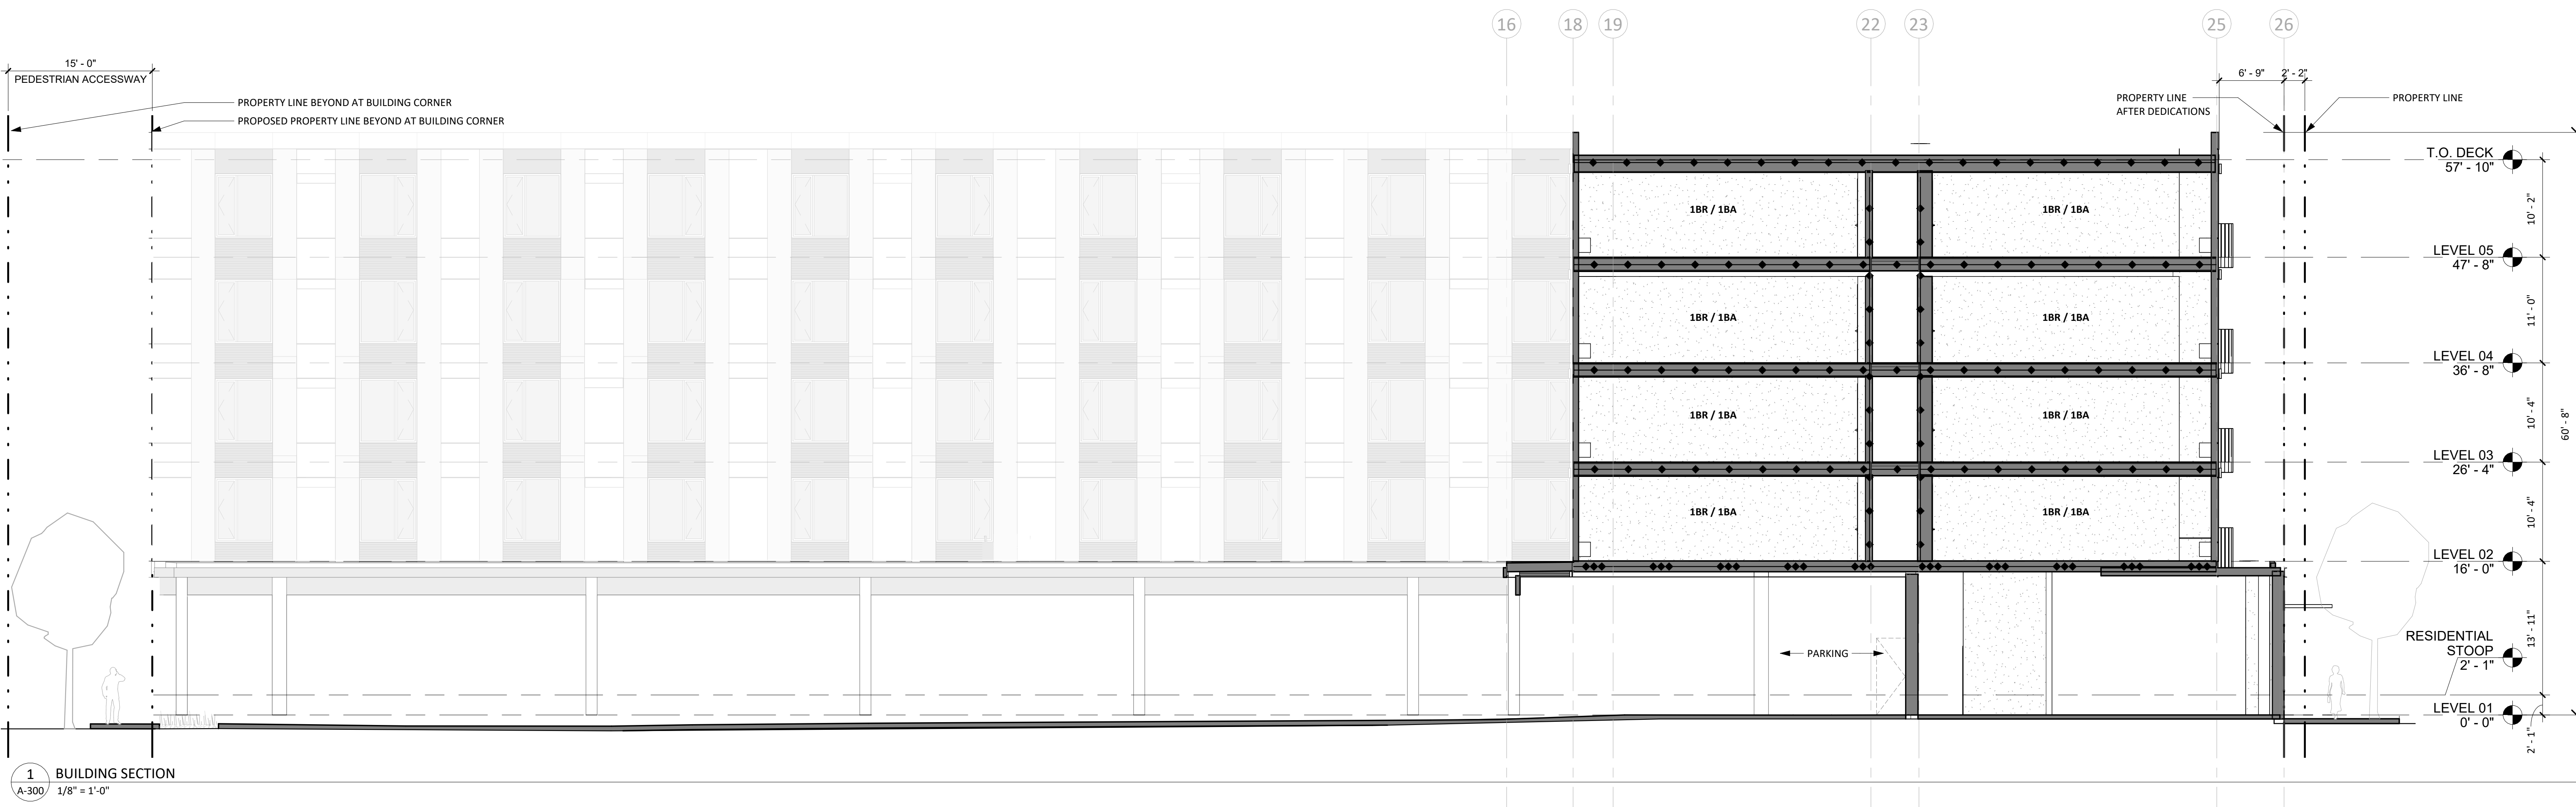 16
18
19
22
23
25
26
15' - 0"
PEDESTRIAN ACCESSWAY
PROPERTY LINE BEYOND AT BUILDING CORNER
PROPOSED PROPERTY LINE BEYOND AT BUILDING CORNER
6' - 9"
2' - 2"
PROPERTY LINE
AFTER DEDICATIONS
PROPERTY LINE
T.O. DECK
57' - 10"
10' - 2"
1BR / 1BA
1BR / 1BA
LEVEL 05
47' - 8"
11' - 0"
1BR / 1BA
1BR / 1BA
LEVEL 04
36' - 8"
10' - 4"
60' - 8"
1BR / 1BA
1BR / 1BA
LEVEL 03
26' - 4"
10' - 4"
1BR / 1BA
1BR / 1BA
LEVEL 02
16' - 0"
13' - 11"
PARKING
RESIDENTIAL
STOOP
2' - 1"
LEVEL 01
0' - 0"
2' - 1"
1
A-300
BUILDING SECTION
1/8" = 1'-0"